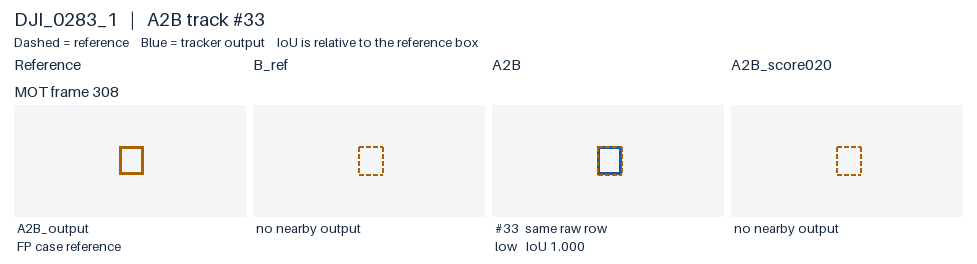 DJI_0283_1 | A2B track #33
Dashed = reference Blue = tracker output IoU is relative to the reference box
Reference B_ref A2B A2B_score020
MOT frame 308
A2B_output no nearby output #33 same raw row no nearby output
FP case reference low IoU 1.000